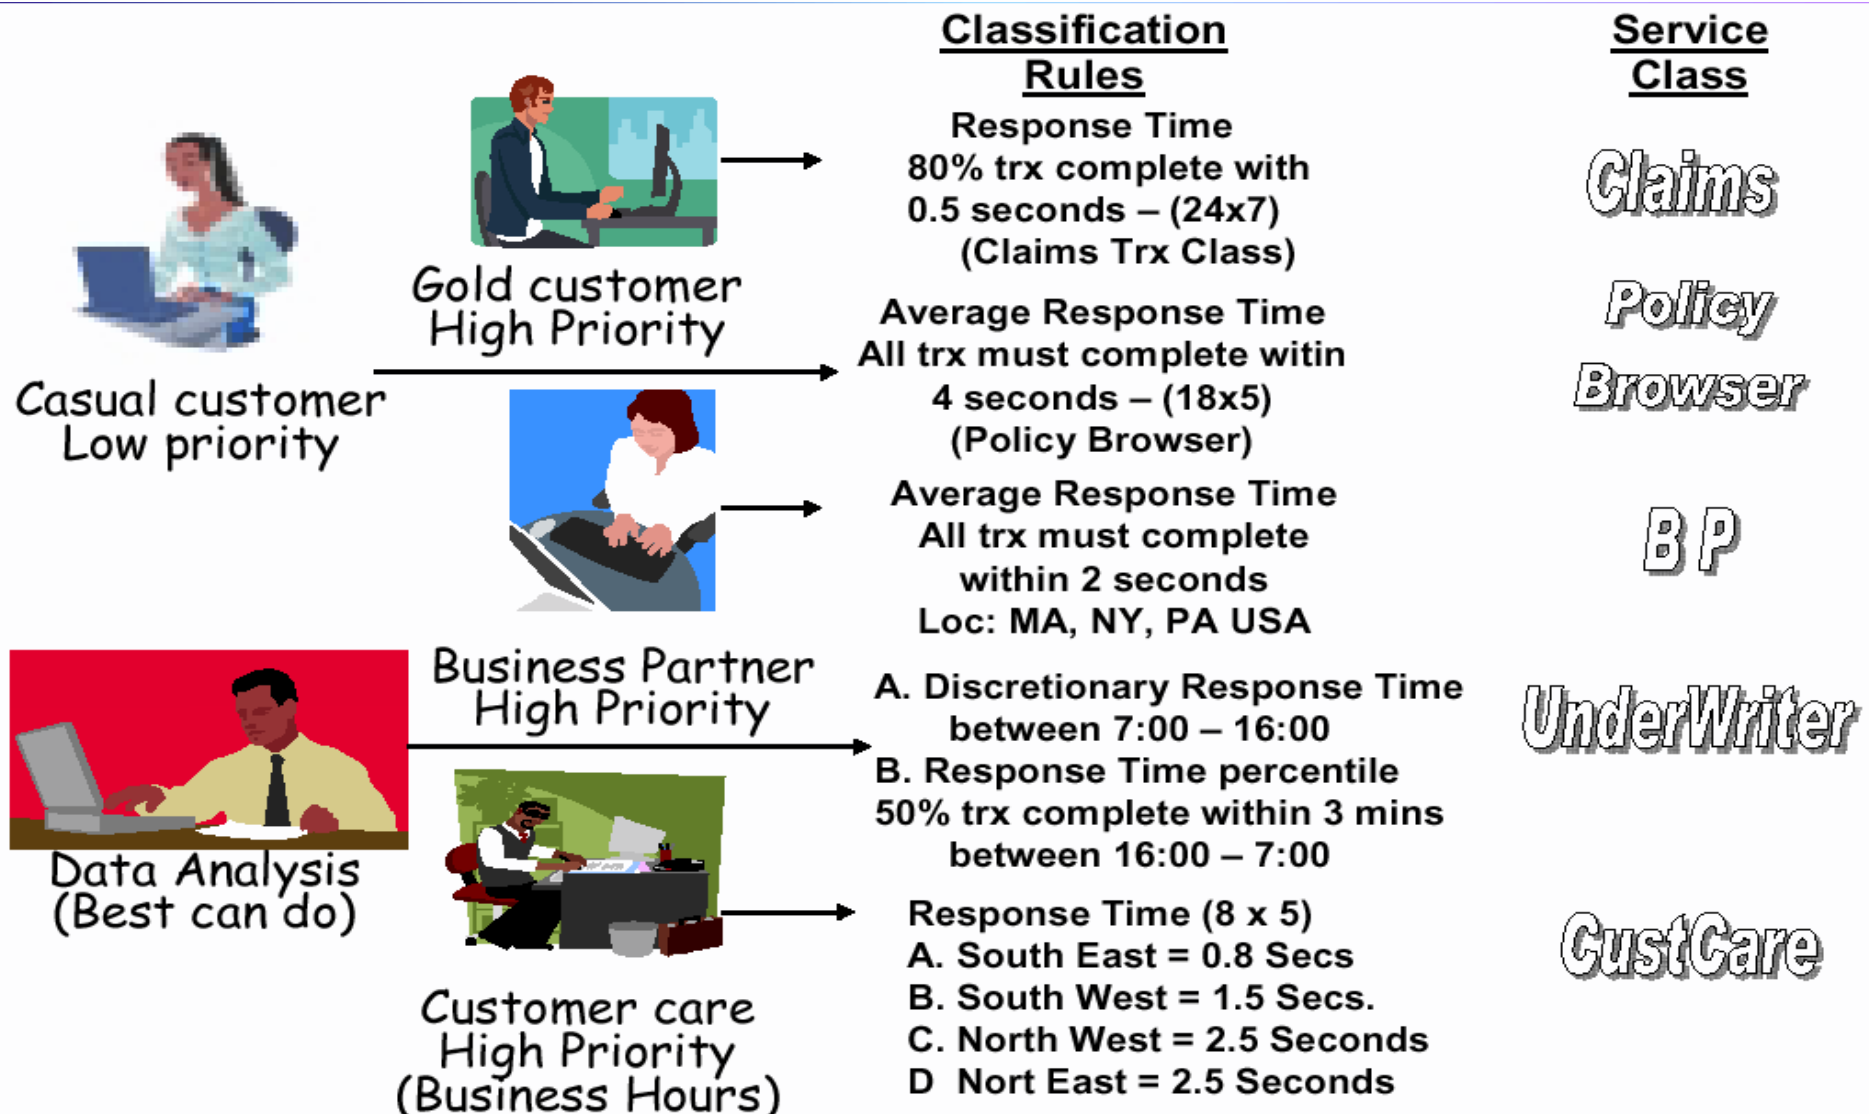 Classification
Rules
Service
Class
Casual customer
Low priority
Gold customer
High Priority
Business Partner
High Priority
Data Analysis
(Best can do)
Customer care
High Priority
(Business Hours)
Response Time
80% trx complete with
0.5 seconds – (24x7)
(Claims Trx Class)
Average Response Time
All trx must complete witin
4 seconds – (18x5)
(Policy Browser)
Average Response Time
All trx must complete
within 2 seconds
Loc: MA, NY, PA USA
A. Discretionary Response Time
between 7:00 – 16:00
B. Response Time percentile
50% trx complete within 3 mins
between 16:00 – 7:00
Response Time (8 x 5)
A. South East = 0.8 Secs
B. South West = 1.5 Secs.
C. North West = 2.5 Seconds
D Nort East = 2.5 Seconds
Claims
Policy
Browser
B P
UnderWriter
CustCare